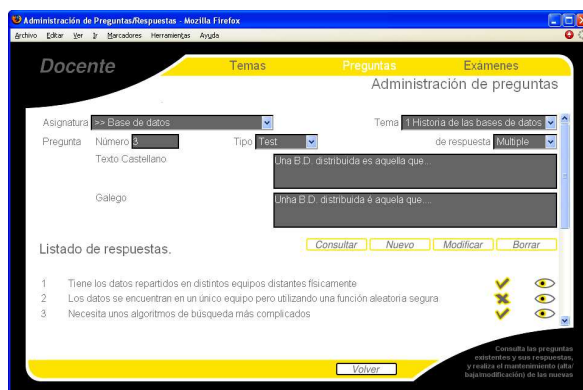 Administración de Preguntas/Respuestas - Mozilla Firefox
Archivo Editar Ver Ir Marcadores Herramientas Ayuda
Docente Temas Preguntas Exámenes
Administración de preguntas
Asignatura >> Base de datos Tema 1 Historia de las bases de datos
Pregunta Número 3 Tipo Test de respuesta Multiple
Texto Castellano Una B.D. distribuida es aquella que...
Galego Unha B.D. distribuida é aquela que....
Listado de respuestas. Consultar Nuevo Modificar Borrar
1 Tiene los datos repartidos en distintos equipos distantes físicamente
2 Los datos se encuentran en un único equipo pero utilizando una función aleatoria segura
3 Necesita unos algoritmos de búsqueda más complicados
Volver
Consulta las preguntas
existentes y sus respuestas,
y realiza el mantenimiento (alta/
baja/modificación) de las nuevas